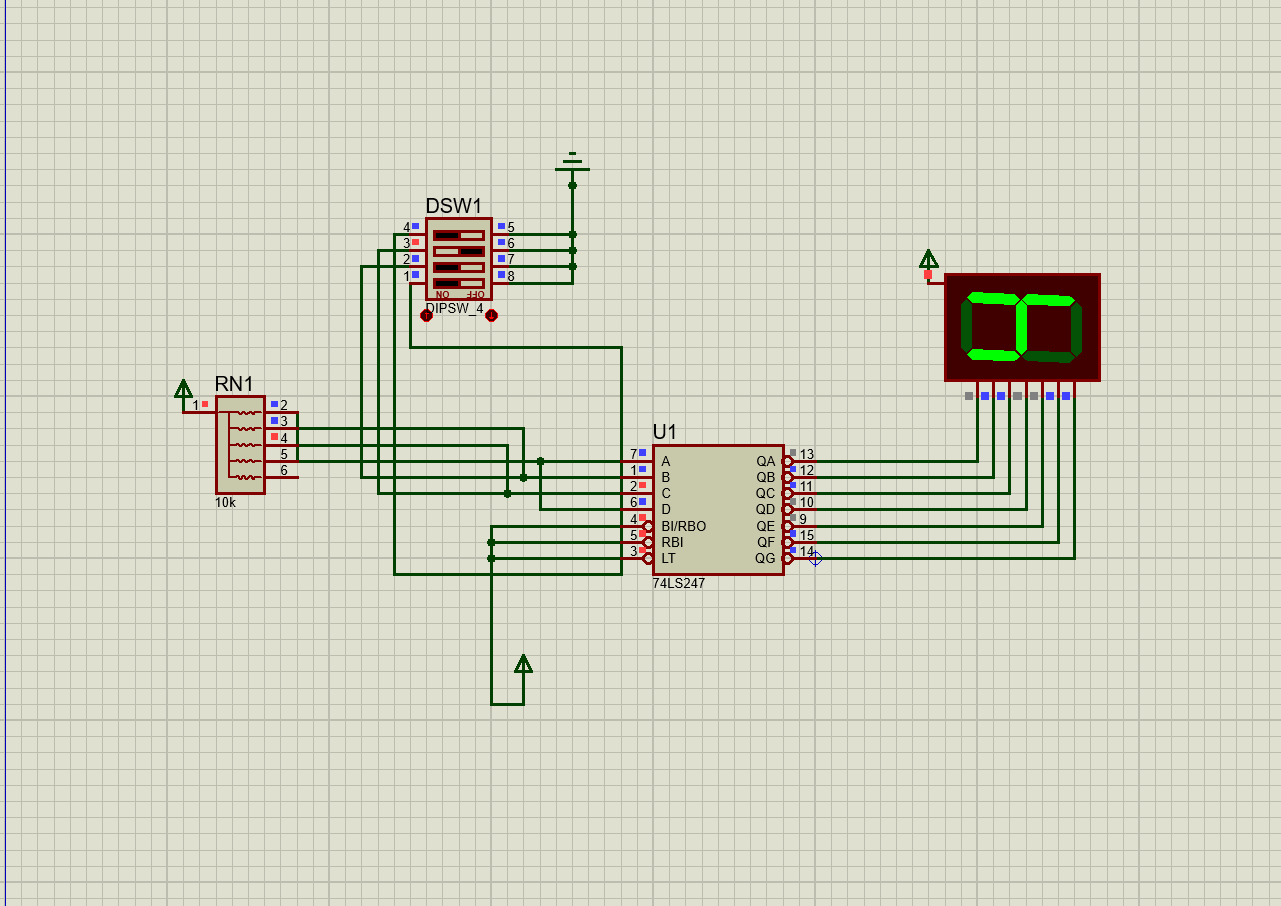 DSW1
4 5
3 6
2 7
1 8
ON OFF
DIPSW_4
RN1
1 2
3
4
5
6
10k
U1
7 A QA 13
1 B QB 12
2 C QC 11
6 D QD 10
4 BI/RBO QE 9
5 RBI QF 15
3 LT QG 14
74LS247